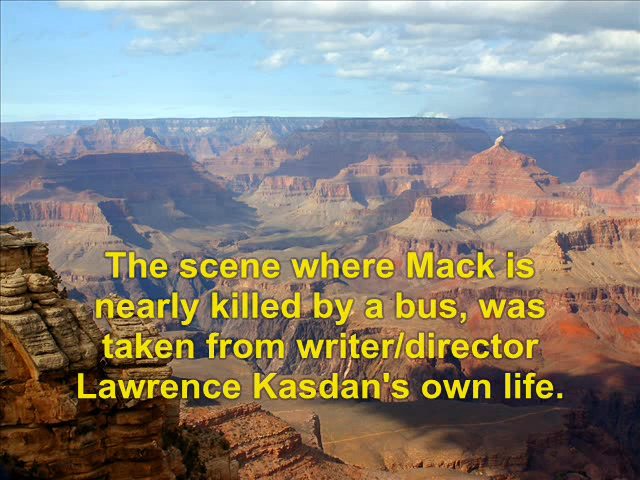 The scene where Mack is
nearly killed by a bus, was
taken from writer/director
Lawrence Kasdan's own life.